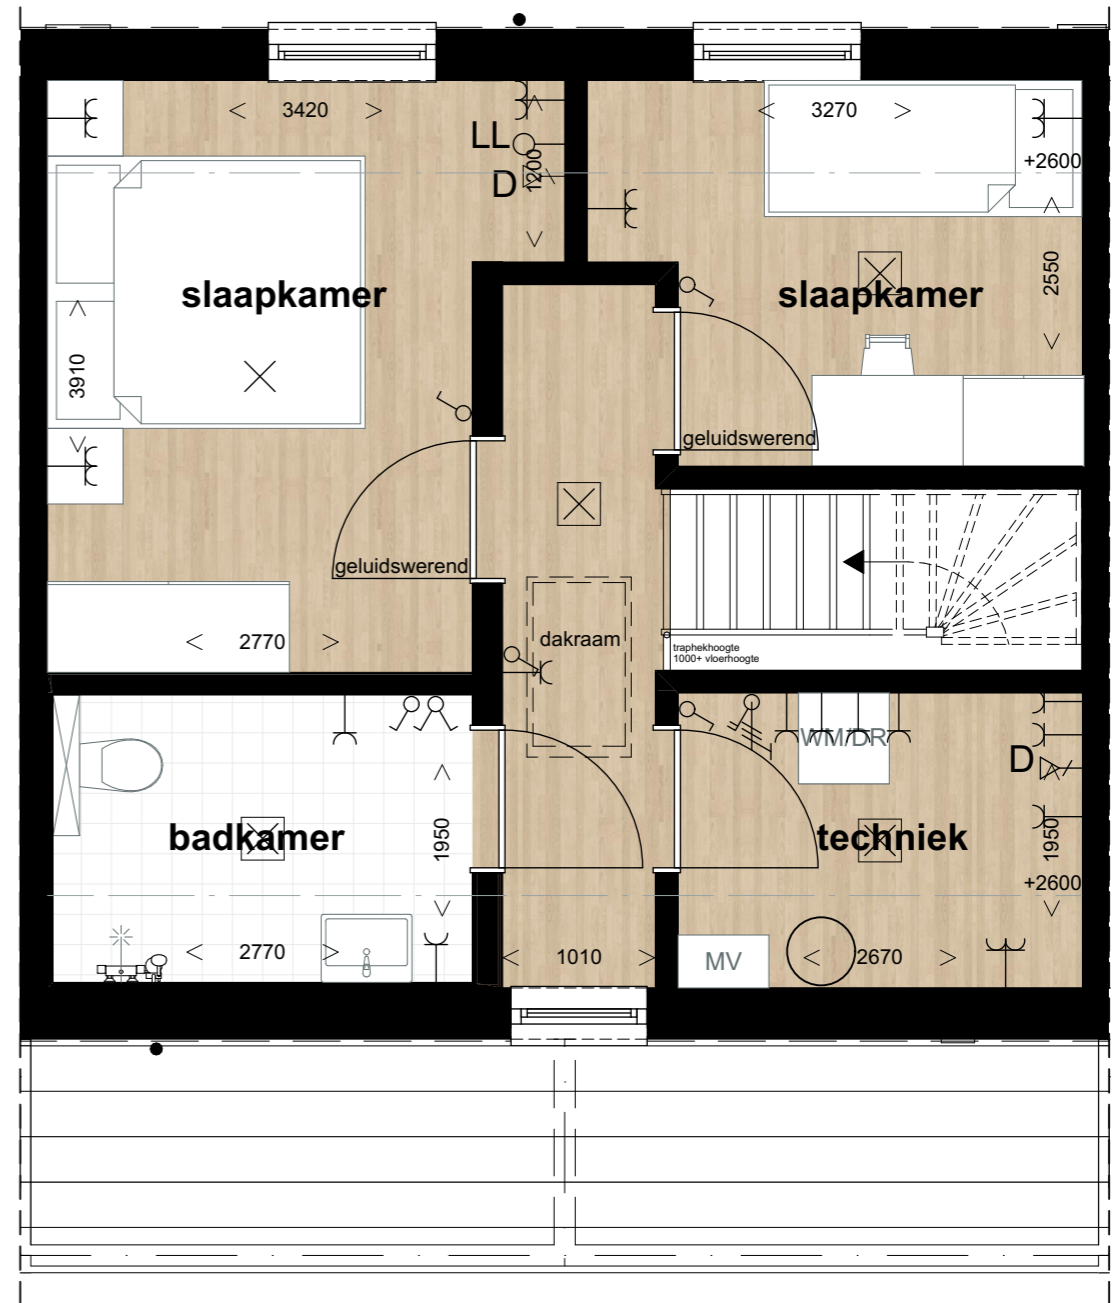 3420
3270
LL
1200
D
+2600
slaapkamer
slaapkamer
2550
3910
geluidswerend
geluidswerend
dakraam
2770
traphekhoogte
1000+ vloerhoogte
WM/DR
D
badkamer
1950
techniek
1950
+2600
2770
1010
MV
2670